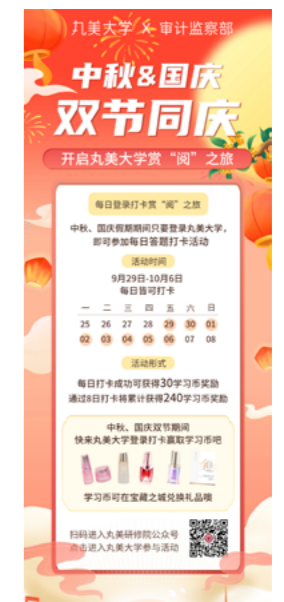 丸美大学 X 审计监察部
中秋&国庆
双节同庆
开启丸美大学赏“阅”之旅
每日登录打卡赏“阅”之旅
中秋、国庆假期期间只要登录丸美大学，
即可参加每日答题打卡活动
活动时间
9月29日-10月6日
每日皆可打卡
一 二 三 四 五 六 日
25 26 27 28 29 30 01
02 03 04 05 06 07 08
活动形式
每日打卡成功可获得30学习币奖励
通过8日打卡将累计获得240学习币奖励
中秋、国庆双节期间
快来丸美大学登录打卡赢取学习币吧
学习币可在宝藏之城兑换礼品噢
扫码进入丸美研修院公众号
点击进入丸美大学参与活动